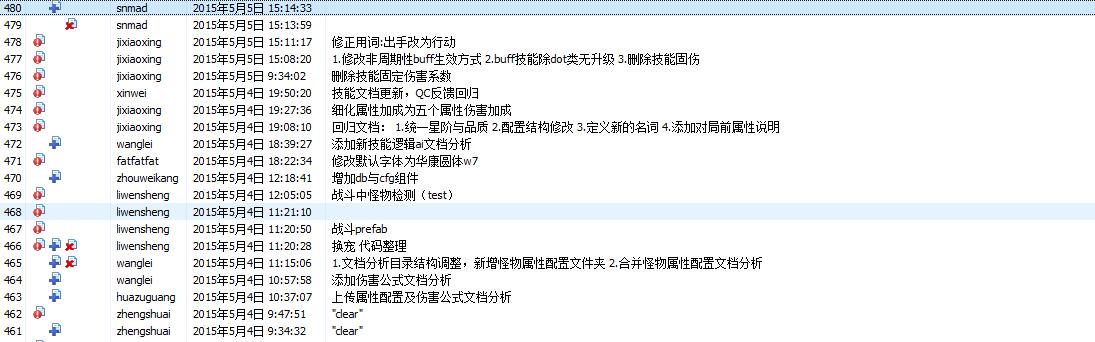 480 snmad 2015年5月5日 15:14:33
479 snmad 2015年5月5日 15:13:59
478 jixiaoxing 2015年5月5日 15:11:17 修正用词:出手改为行动
477 jixiaoxing 2015年5月5日 15:08:20 1.修改非周期性buff生效方式 2.buff技能除dot类无升级 3.删除技能固伤
476 jixiaoxing 2015年5月5日 9:34:02 删除技能固定伤害系数
475 xinwei 2015年5月4日 19:50:20 技能文档更新，QC反馈回归
474 jixiaoxing 2015年5月4日 19:27:36 细化属性加成为五个属性伤害加成
473 jixiaoxing 2015年5月4日 19:08:10 回归文档： 1.统一星阶与品质 2.配置结构修改 3.定义新的名词 4.添加对局前属性说明
472 wanglei 2015年5月4日 18:39:27 添加新技能逻辑ai文档分析
471 fatfatfat 2015年5月4日 18:22:34 修改默认字体为华康圆体w7
470 zhouweikang 2015年5月4日 12:18:41 增加db与cfg组件
469 liwensheng 2015年5月4日 12:05:05 战斗中怪物检测（test）
468 liwensheng 2015年5月4日 11:21:10
467 liwensheng 2015年5月4日 11:20:50 战斗prefab
466 liwensheng 2015年5月4日 11:20:28 换宠 代码整理
465 wanglei 2015年5月4日 11:15:06 1.文档分析目录结构调整，新增怪物属性配置文件夹 2.合并怪物属性配置文档分析
464 wanglei 2015年5月4日 10:57:58 添加伤害公式文档分析
463 huazuguang 2015年5月4日 10:37:07 上传属性配置及伤害公式文档分析
462 zhengshuai 2015年5月4日 9:47:51 "clear"
461 zhengshuai 2015年5月4日 9:34:32 "clear"